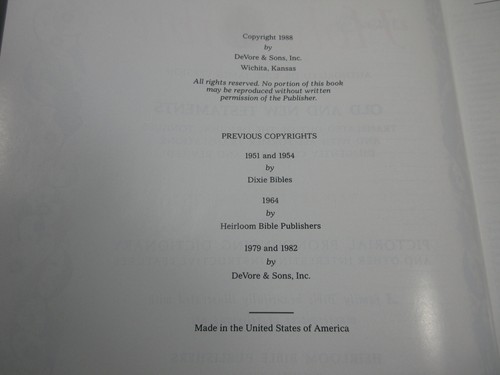 Copyright 1988
by
DeVore & Sons, Inc.
Wichita, Kansas
All rights reserved. No portion of this book
may be reproduced without written
permission of the Publisher.
PREVIOUS COPYRIGHTS
1951 and 1954
by
Dixie Bibles
1964
by
Heirloom Bible Publishers
1979 and 1982
by
DeVore & Sons, Inc.
Made in the United States of America